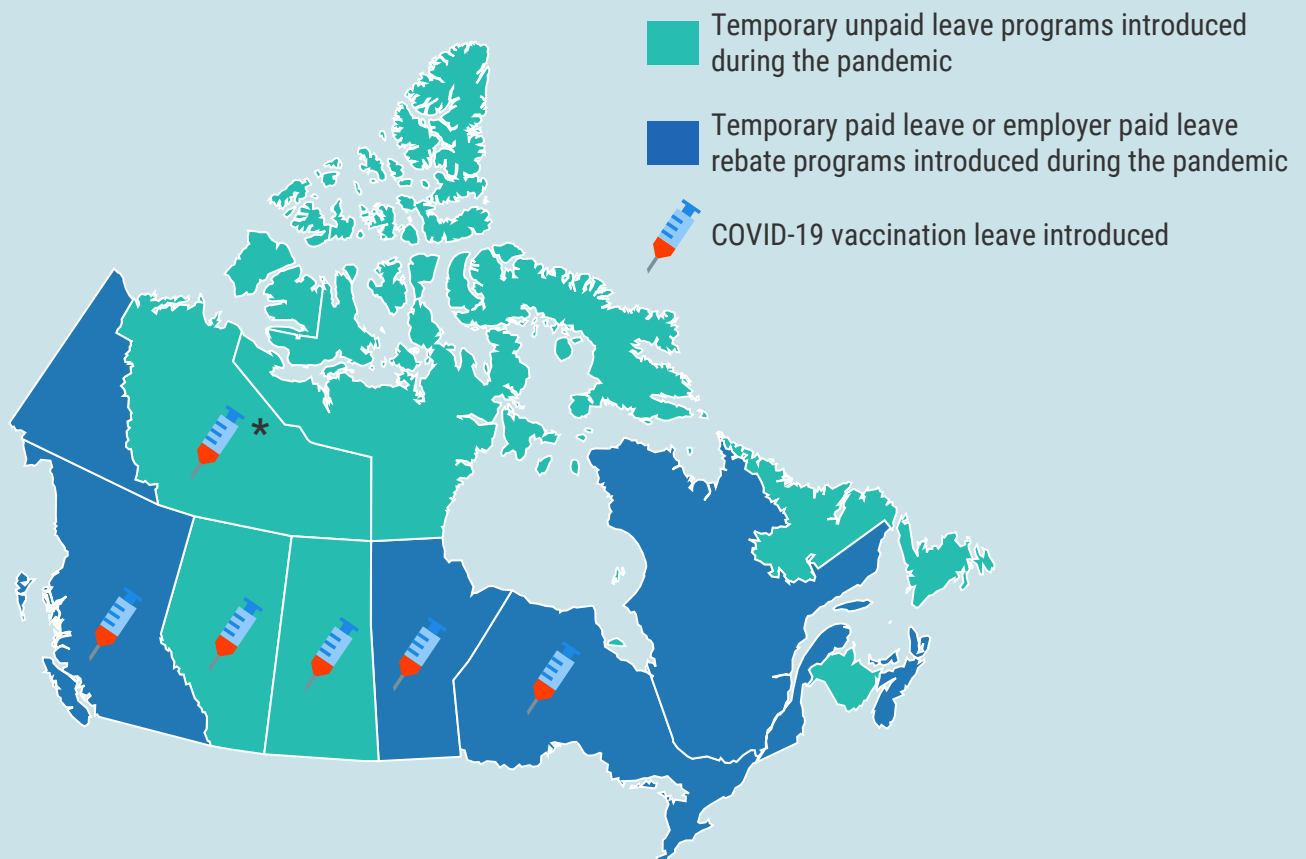 Temporary unpaid leave programs introduced
during the pandemic
Temporary paid leave or employer paid leave
rebate programs introduced during the pandemic
COVID-19 vaccination leave introduced
*